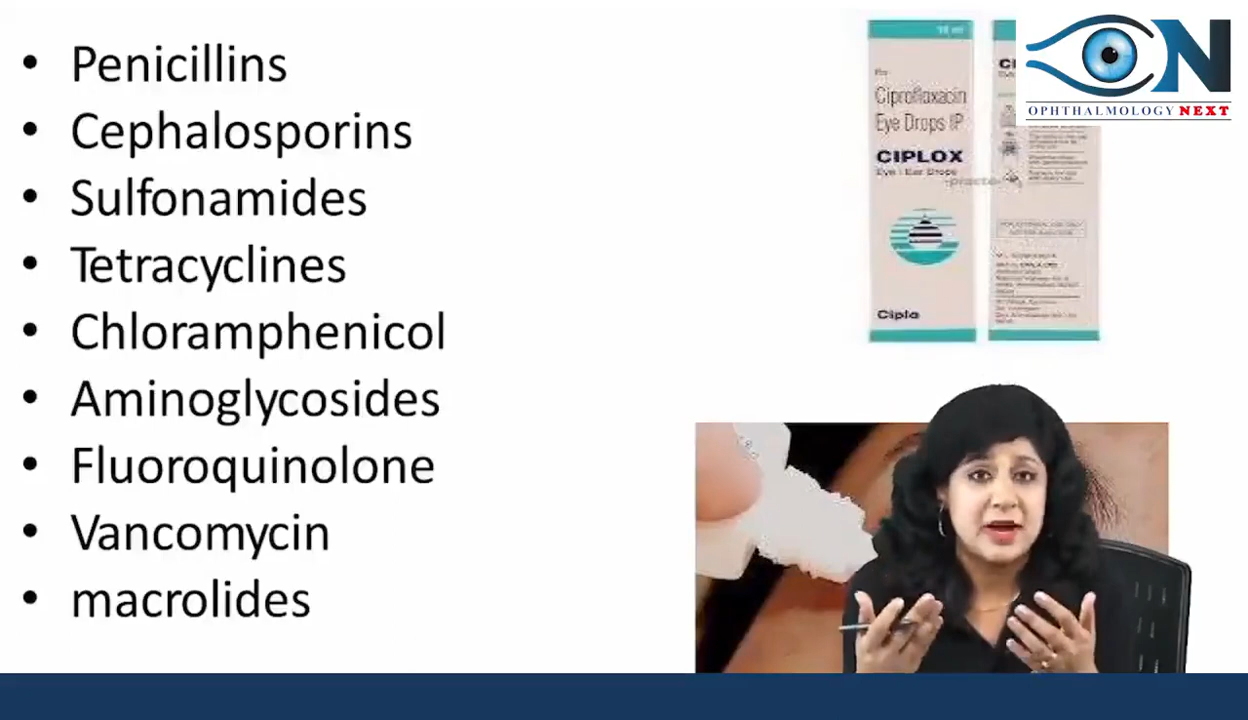 • Penicillins
• Cephalosporins
• Sulfonamides
• Tetracyclines
• Chloramphenicol
• Aminoglycosides
• Fluoroquinolone
• Vancomycin
• macrolides
Ciprofloxacin
Eye Drops IP
CIPLOX
Eye / Ear Drops
Cipla
ON
OPHTHALMOLOGY NEXT